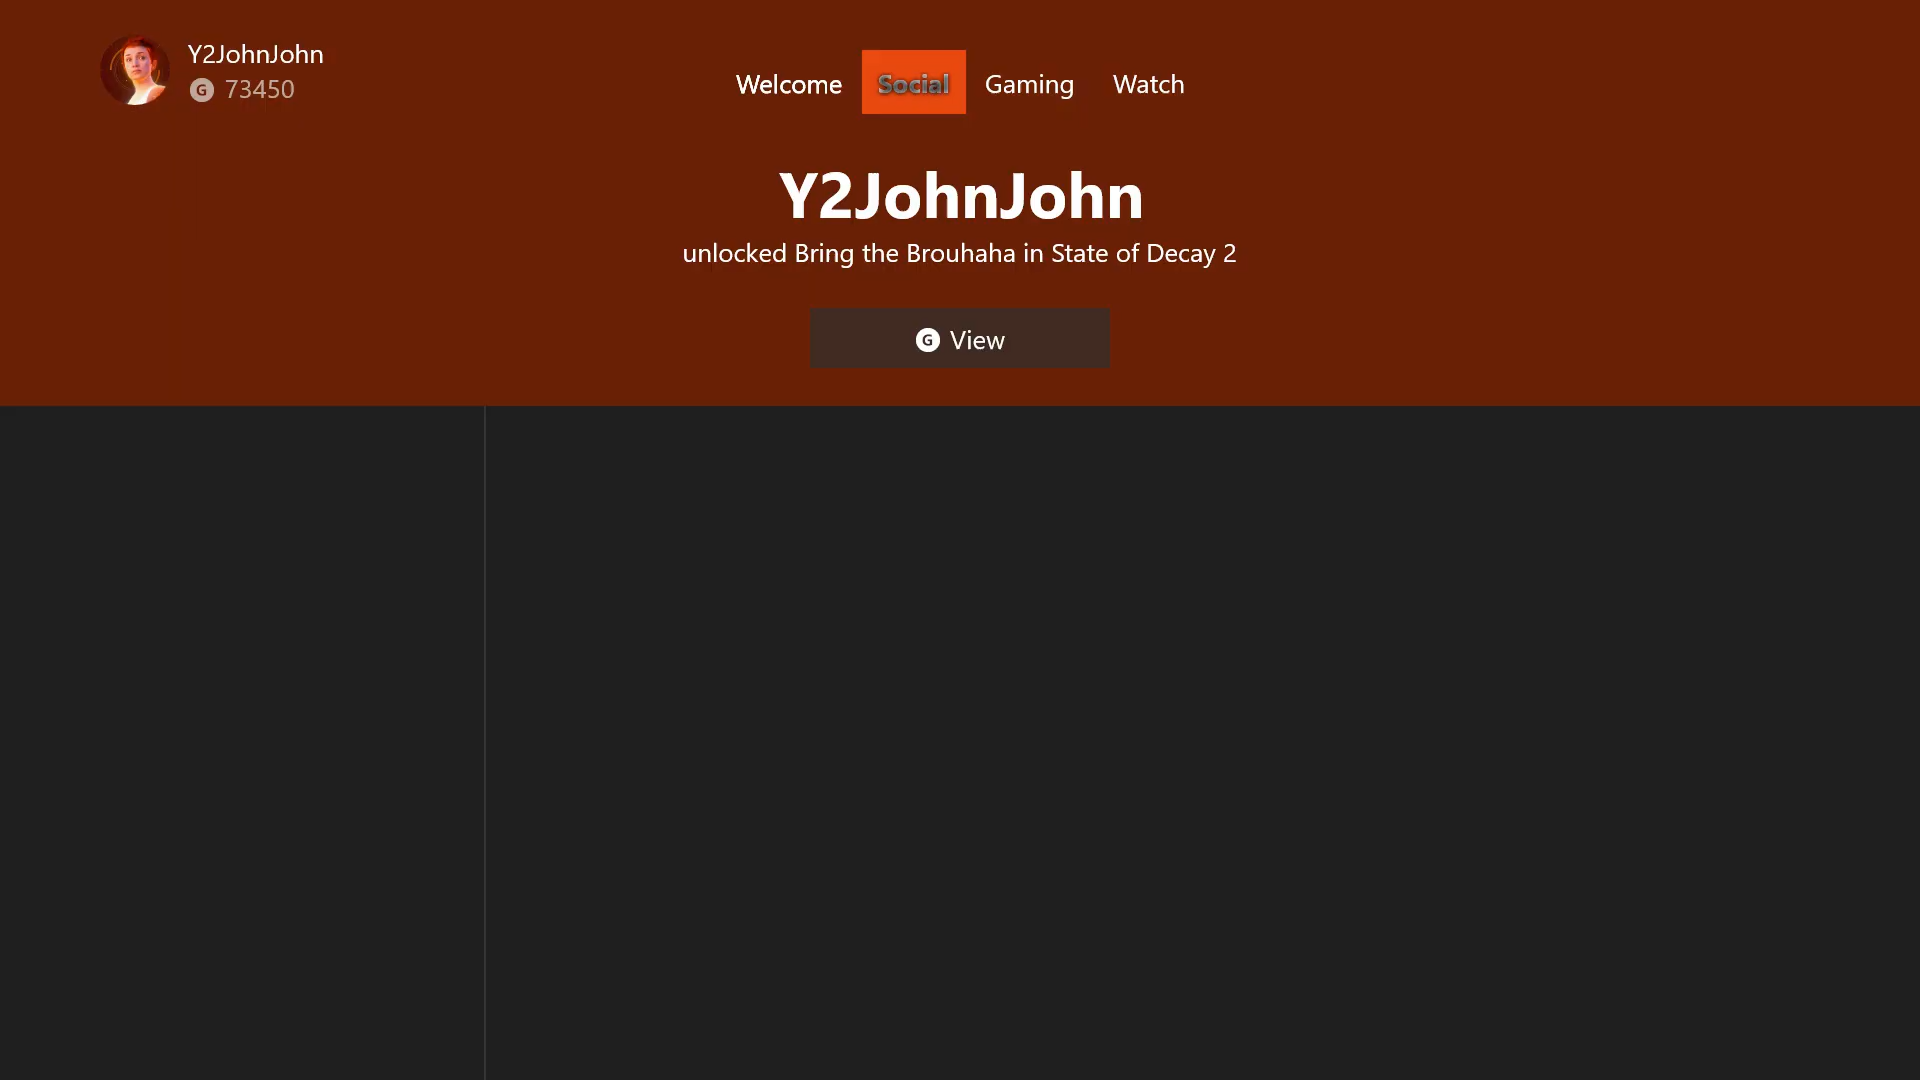 Y2JohnJohn
G 73450
Welcome Social Gaming Watch
Y2JohnJohn
unlocked Bring the Brouhaha in State of Decay 2
G View